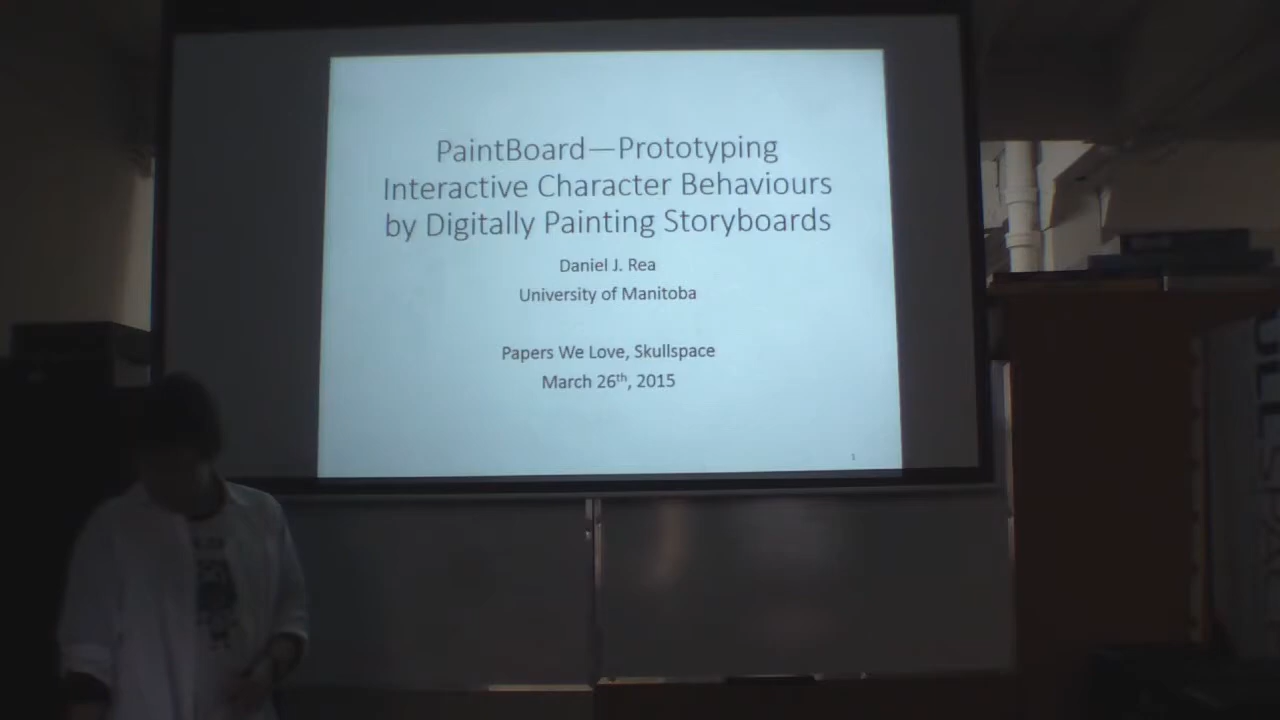 PaintBoard—Prototyping
Interactive Character Behaviours
by Digitally Painting Storyboards
Daniel J. Rea
University of Manitoba
Papers We Love, Skullspace
March 26th, 2015
1